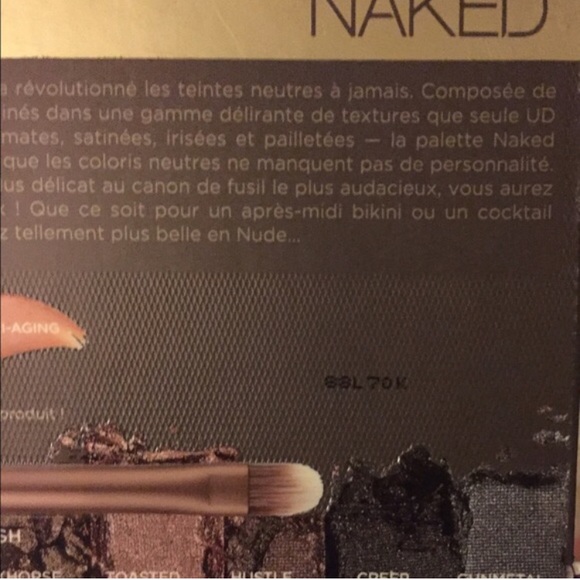 NAKED
a révolutionné les teintes neutres à jamais. Composée de
inés dans une gamme délirante de textures que seule UD
mates, satinées, irisées et pailletées — la palette Naked
que les coloris neutres ne manquent pas de personnalité.
us délicat au canon de fusil le plus audacieux, vous aurez
! Que ce soit pour un après-midi bikini ou un cocktail
z tellement plus belle en Nude...
I-AGING
88L70K
produit !
SH
KHORSE TOASTED HUSTLE CREEP GUNMETAL